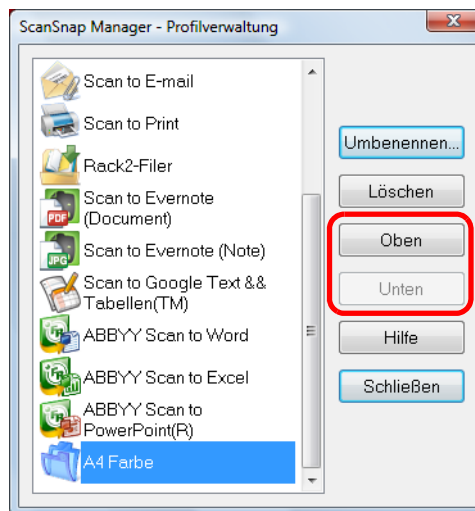 ScanSnap Manager - Profilverwaltung
Scan to E-mail
Scan to Print
Rack2-Filer
Scan to Evernote
(Document)
PDF
Scan to Evernote (Note)
JPG
Scan to Google Text &&
Tabellen(TM)
ABBYY Scan to Word
ABBYY Scan to Excel
ABBYY Scan to
PowerPoint(R)
A4 Farbe
Umbenennen...
Löschen
Oben
Unten
Hilfe
Schließen